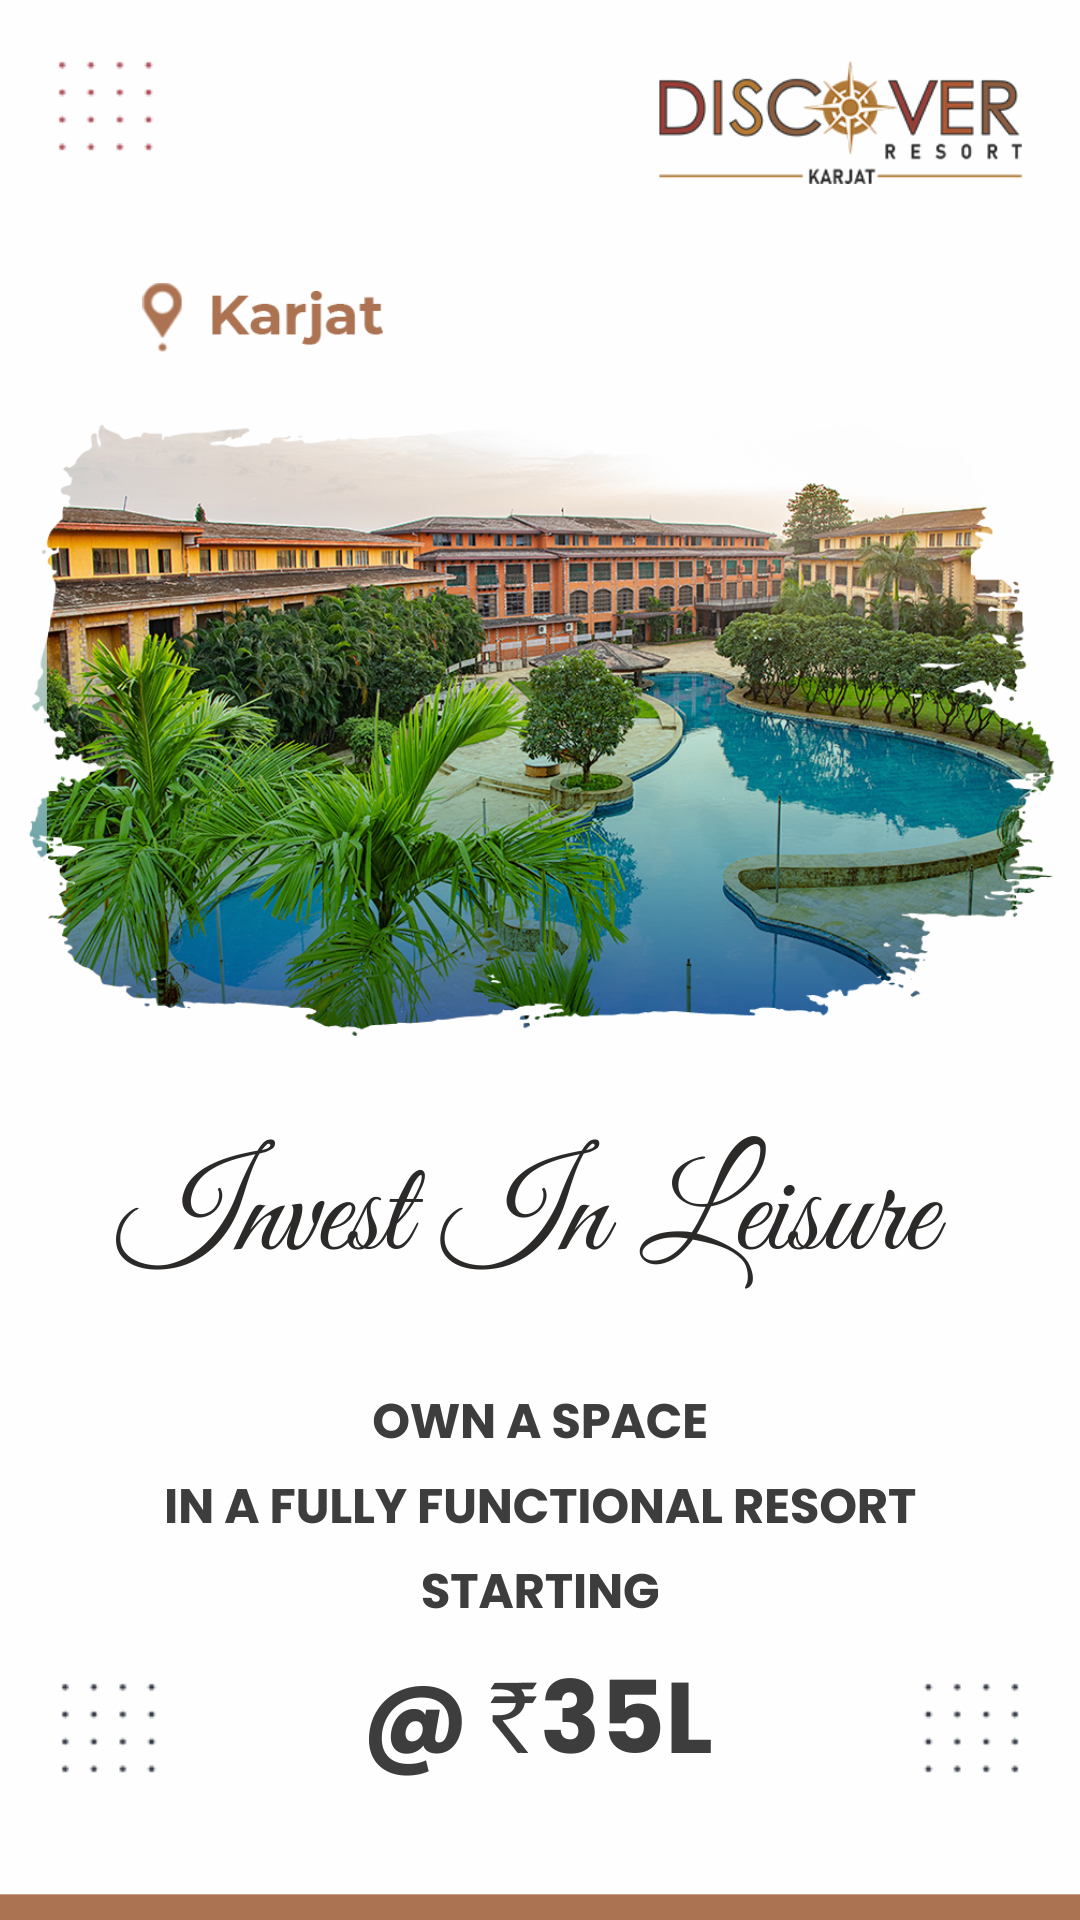 DISCOVER
RESORT
KARJAT
Karjat
Invest In Leisure
OWN A SPACE
IN A FULLY FUNCTIONAL RESORT
STARTING
@ ₹35L